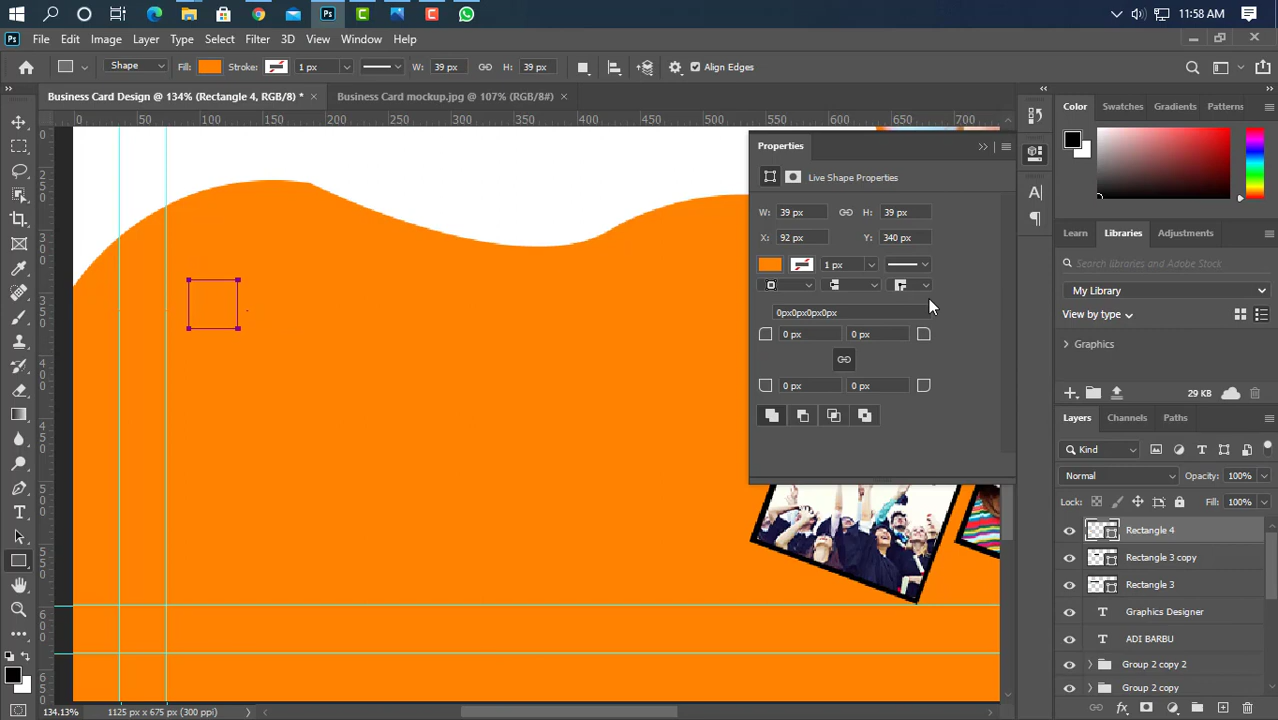 11:58 AM
Ps File Edit Image Layer Type Select Filter 3D View Window Help
Shape Fill: Stroke: 1 px W: 39 px H: 39 px Align Edges
Business Card Design @ 134% (Rectangle 4, RGB/8) * × Business Card mockup.jpg @ 107% (RGB/8#) ×
Color Swatches Gradients Patterns
0 50 100 150 200 250 300 350 400 450 500 550 600 650 700
Properties
Live Shape Properties
W: 39 px H: 39 px
X: 92 px Y: 340 px
1 px
0px0px0px0px
0 px 0 px
0 px 0 px
Learn Libraries Adjustments
Search Creative Cloud Libraries
My Library
View by type
Graphics
29 KB
Layers Channels Paths
Kind
Normal Opacity: 100%
Lock: Fill: 100%
Rectangle 4
Rectangle 3 copy
Rectangle 3
T Graphics Designer
T ADI BARBU
Group 2 copy 2
Group 2 copy
134.13% 1125 px x 675 px (300 ppi)